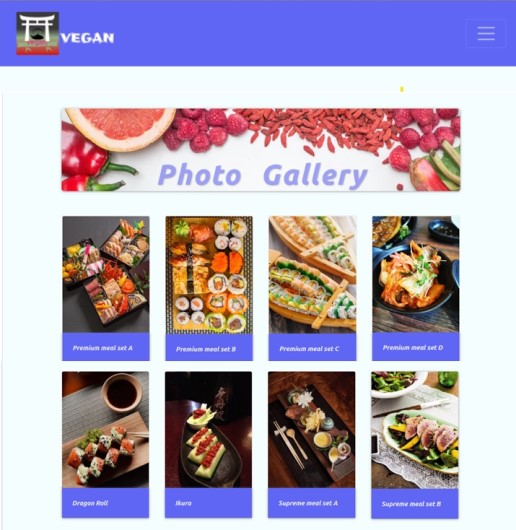 VEGAN
Photo Gallery
Premium meal set A
Premium meal set B
Premium meal set C
Premium meal set D
Dragon Roll
Ikura
Supreme meal set A
Supreme meal set B